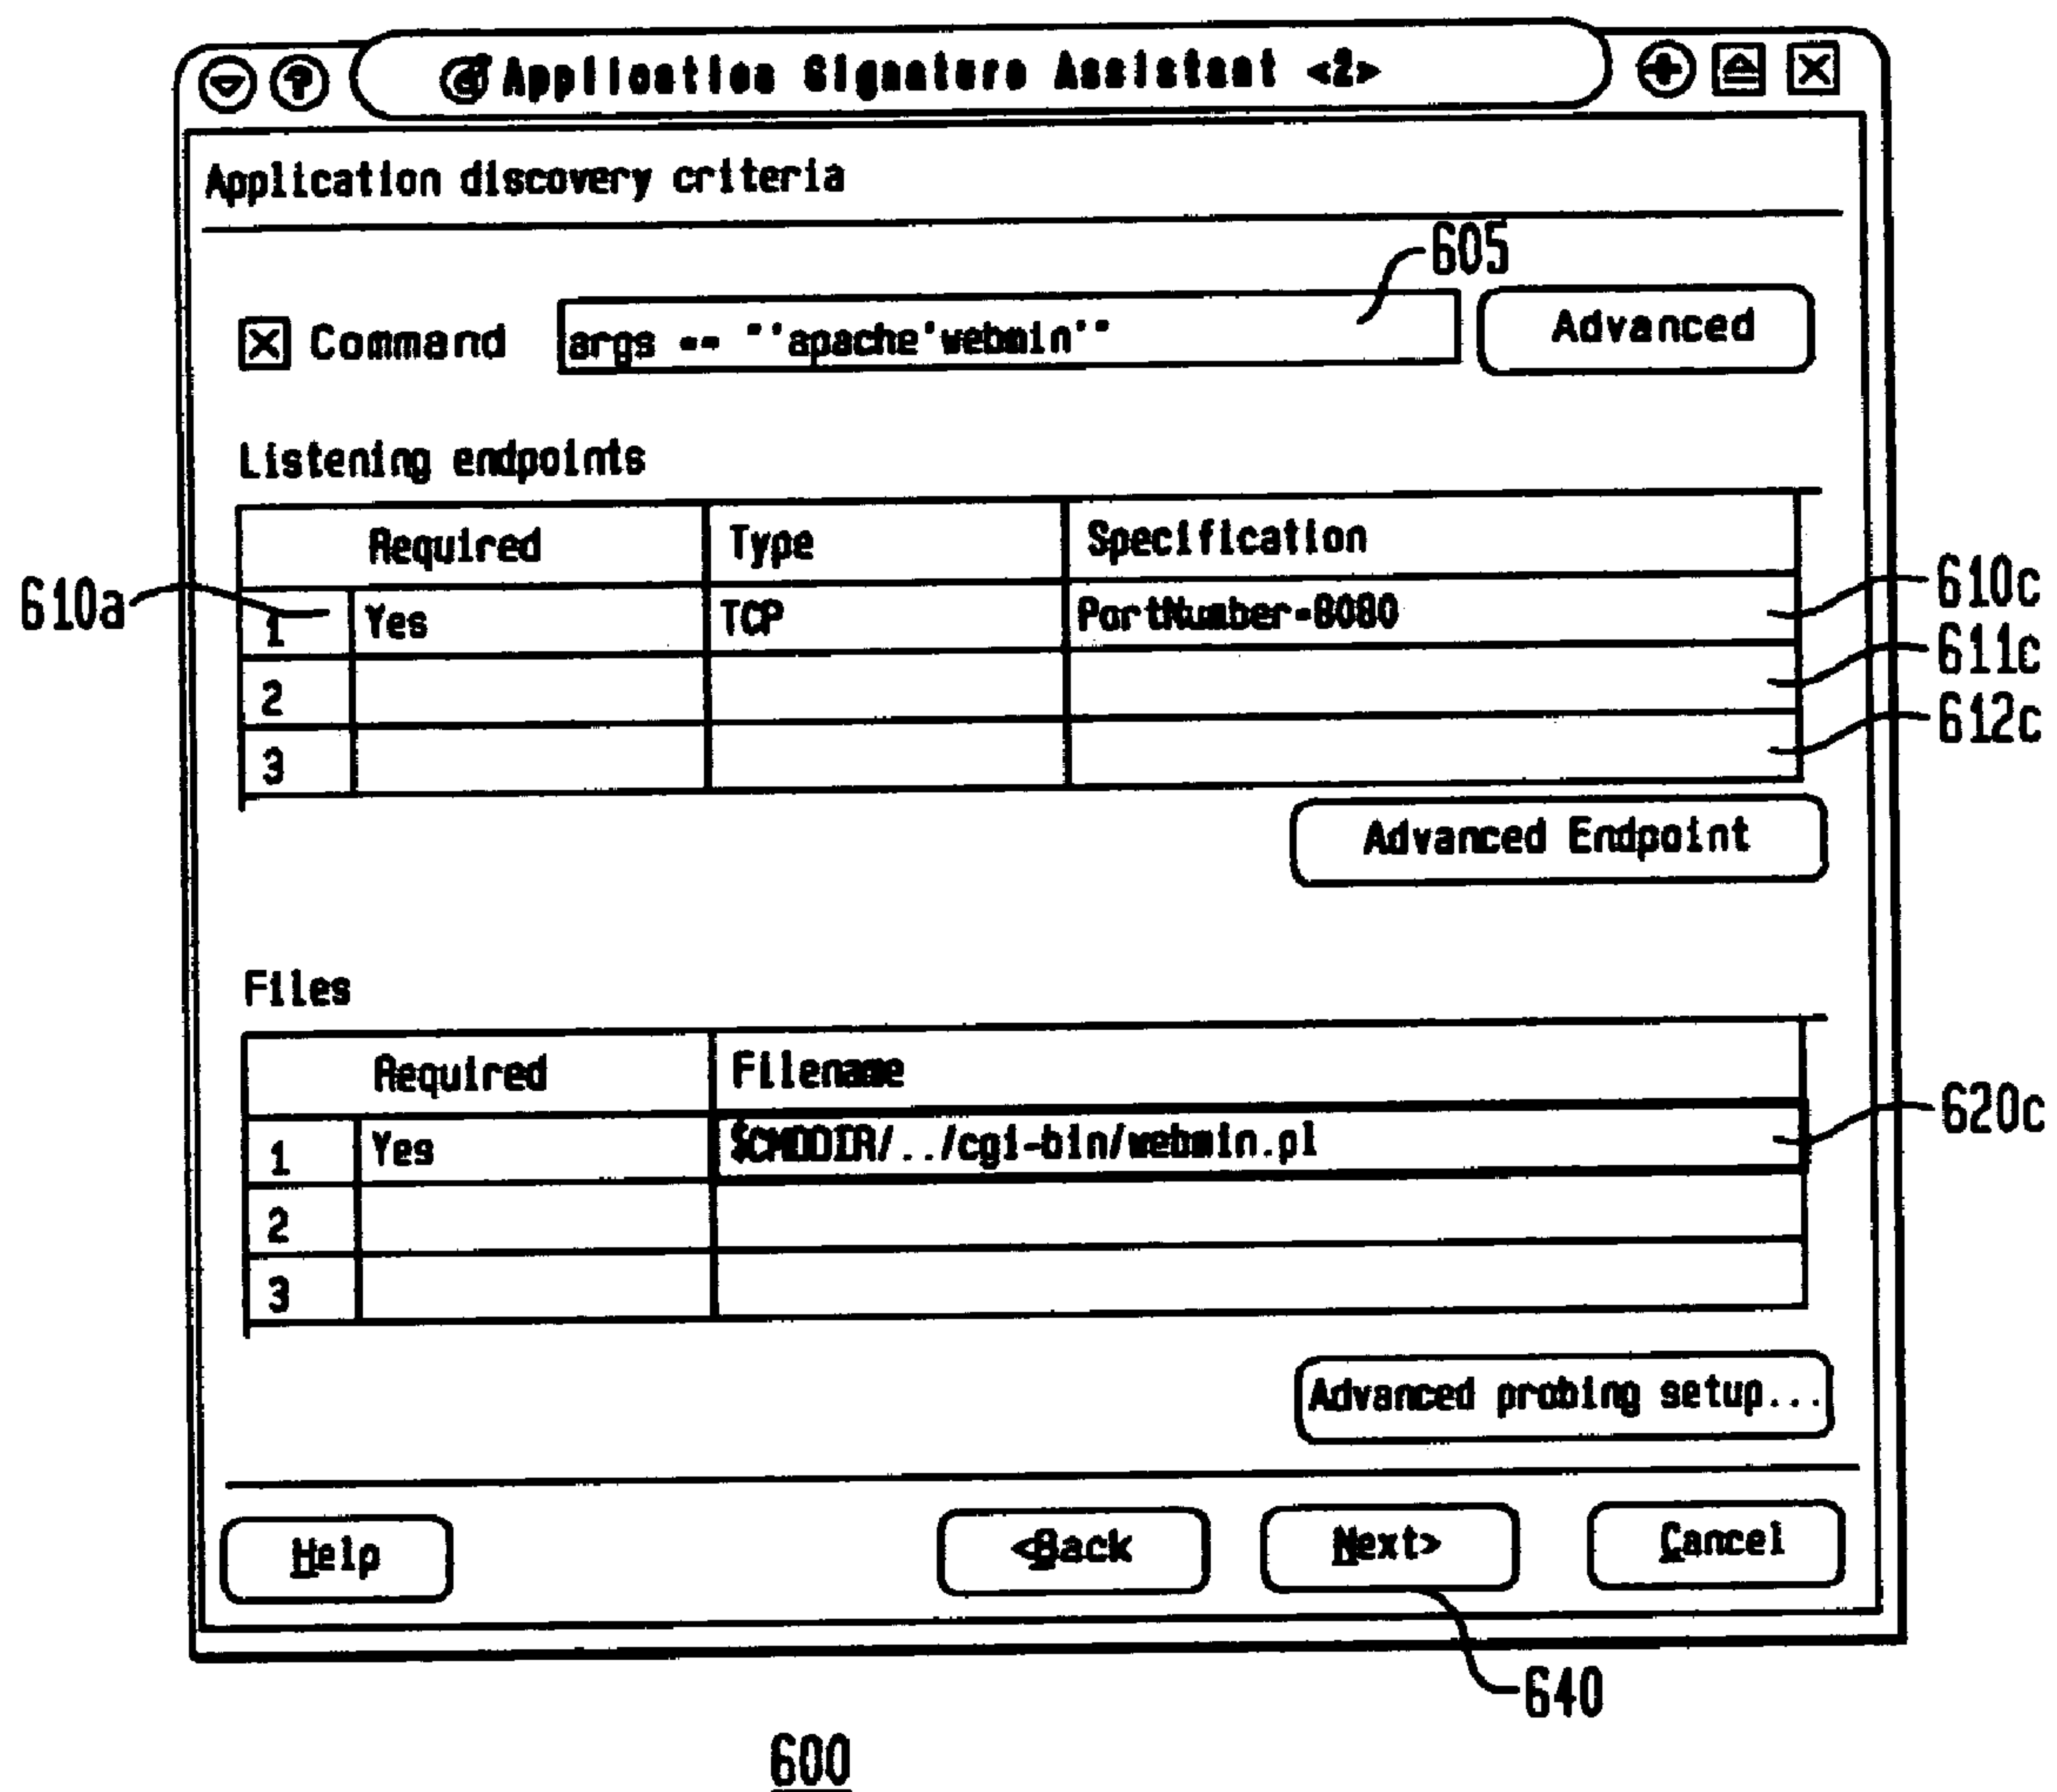 Application Signature Assistant <2>
Application discovery criteria
605
Command args -- "'apache'webmin'" Advanced
Listening endpoints
Required Type Specification
610a 1 Yes TCP PortNumber-8080 610c
2 611c
3 612c
Advanced Endpoint
Files
Required Filename
1 Yes $CMDDIR/../cgi-bin/webmin.pl 620c
2
3
Advanced probing setup...
Help <Back Next> Cancel
640
600